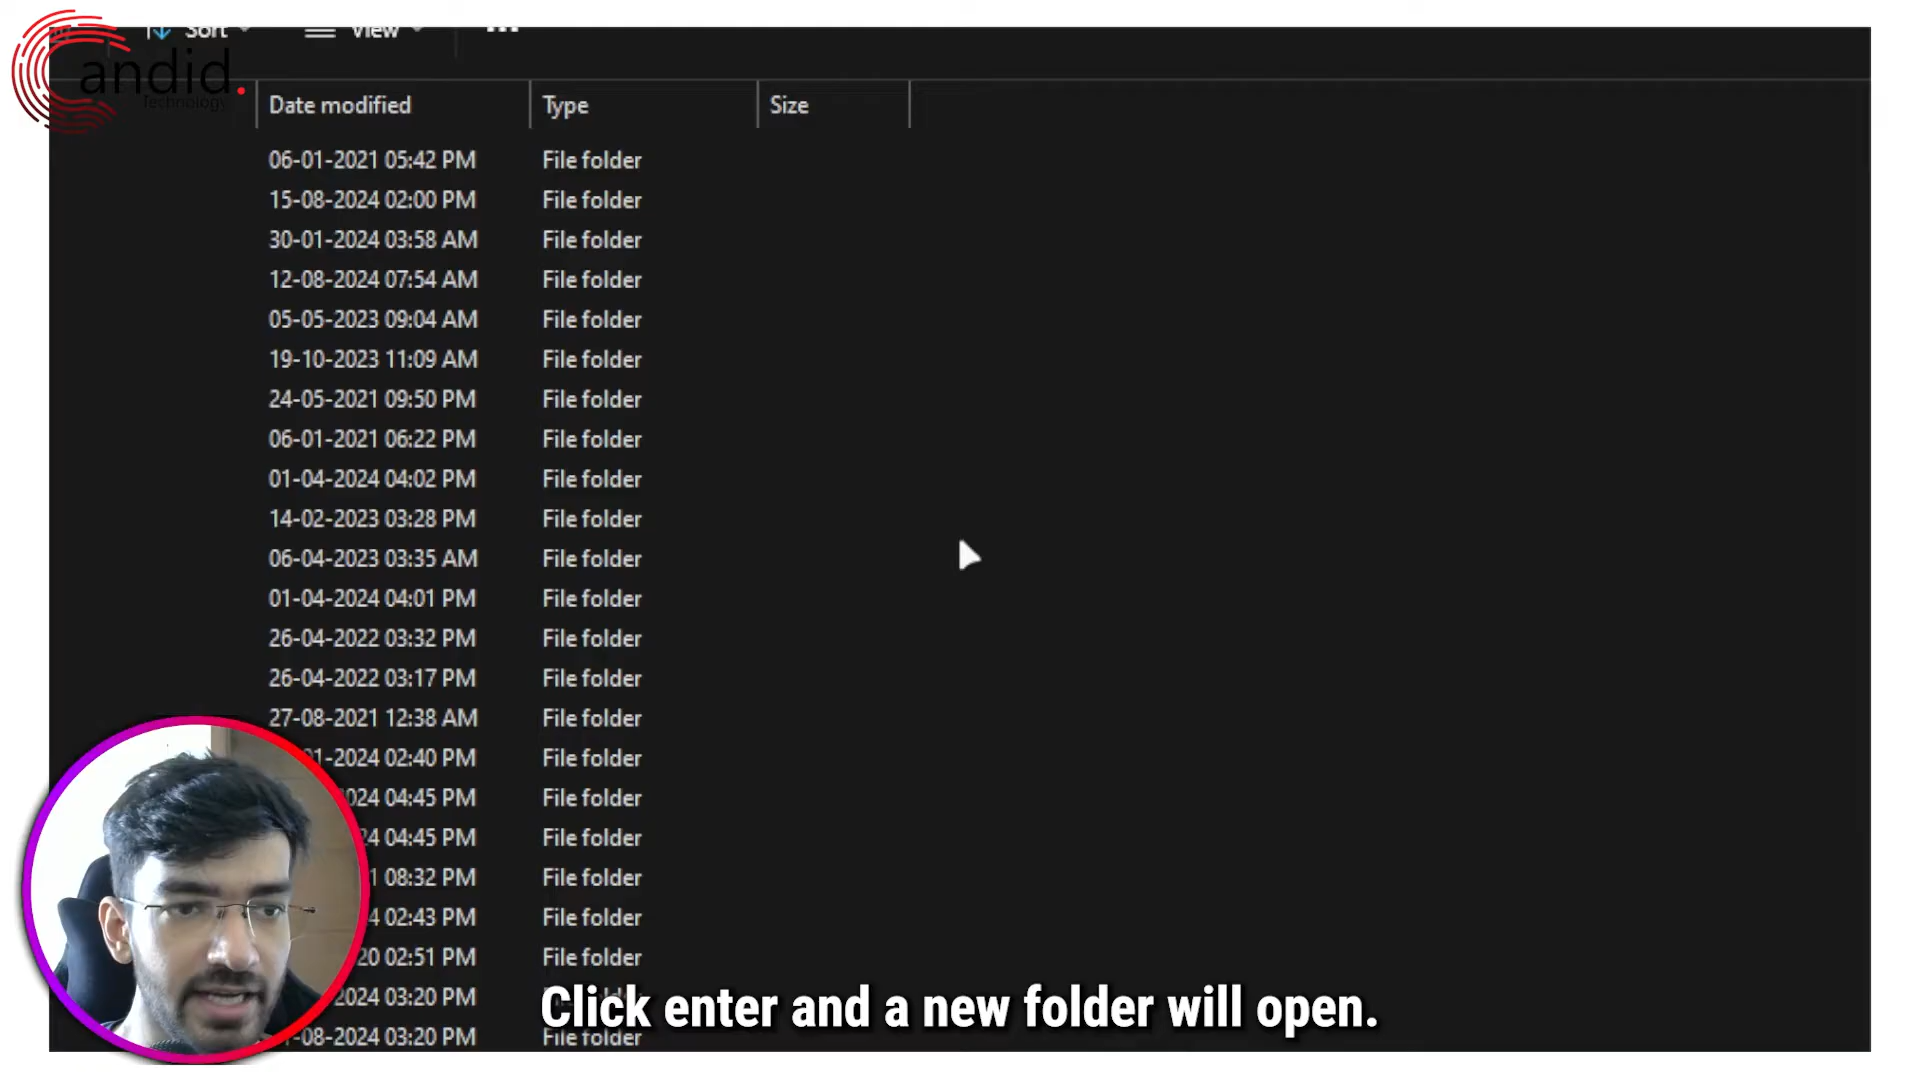 Sort
View
andid.
Technology
Date modified Type Size
06-01-2021 05:42 PM File folder
15-08-2024 02:00 PM File folder
30-01-2024 03:58 AM File folder
12-08-2024 07:54 AM File folder
05-05-2023 09:04 AM File folder
19-10-2023 11:09 AM File folder
24-05-2021 09:50 PM File folder
06-01-2021 06:22 PM File folder
01-04-2024 04:02 PM File folder
14-02-2023 03:28 PM File folder
06-04-2023 03:35 AM File folder
01-04-2024 04:01 PM File folder
26-04-2022 03:32 PM File folder
26-04-2022 03:17 PM File folder
27-08-2021 12:38 AM File folder
01-2024 02:40 PM File folder
024 04:45 PM File folder
24 04:45 PM File folder
1 08:32 PM File folder
4 02:43 PM File folder
20 02:51 PM File folder
2024 03:20 PM
Click enter and a new folder will open.
-08-2024 03:20 PM File folder